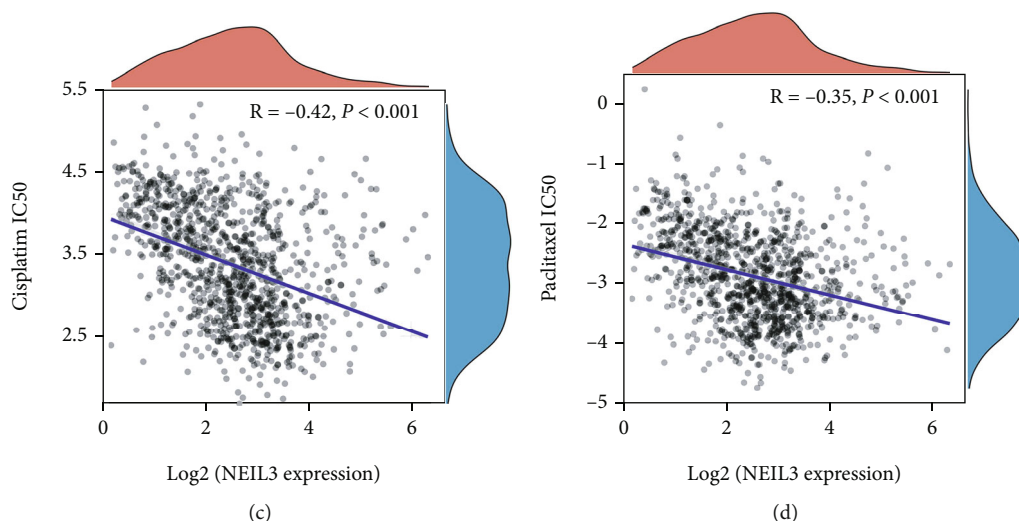 R = –0.42, P < 0.001
5.5
4.5
3.5
2.5
Cisplatim IC50
0
2
4
6
Log2 (NEIL3 expression)
(c)
R = –0.35, P < 0.001
0
–1
–2
–3
–4
–5
Paditaxel IC50
0
2
4
6
Log2 (NEIL3 expression)
(d)